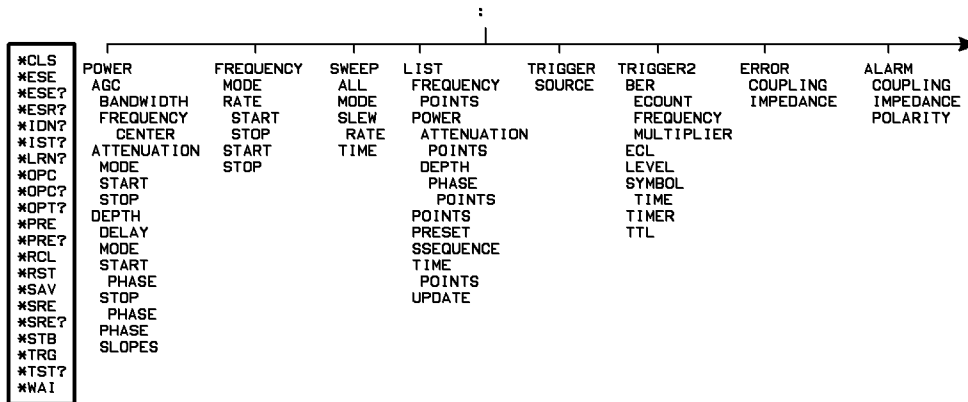 :
*CLS
*ESE
*ESE?
*ESR?
*IDN?
*IST?
*LRN?
*OPC
*OPC?
*OPT?
*PRE
*PRE?
*RCL
*RST
*SAV
*SRE
*SRE?
*STB
*TRG
*TST?
*WAI
POWER
AGC
BANDWIDTH
FREQUENCY
CENTER
ATTENUATION
MODE
START
STOP
DEPTH
DELAY
MODE
START
PHASE
STOP
PHASE
PHASE
SLOPES
FREQUENCY
MODE
RATE
START
STOP
START
STOP
SWEEP
ALL
MODE
SLEW
RATE
TIME
LIST
FREQUENCY
POINTS
POWER
ATTENUATION
POINTS
DEPTH
PHASE
POINTS
POINTS
PRESET
SSEQUENCE
TIME
POINTS
UPDATE
TRIGGER
SOURCE
TRIGGER2
BER
ECOUNT
FREQUENCY
MULTIPLIER
ECL
LEVEL
SYMBOL
TIME
TIMER
TTL
ERROR
COUPLING
IMPEDANCE
ALARM
COUPLING
IMPEDANCE
POLARITY